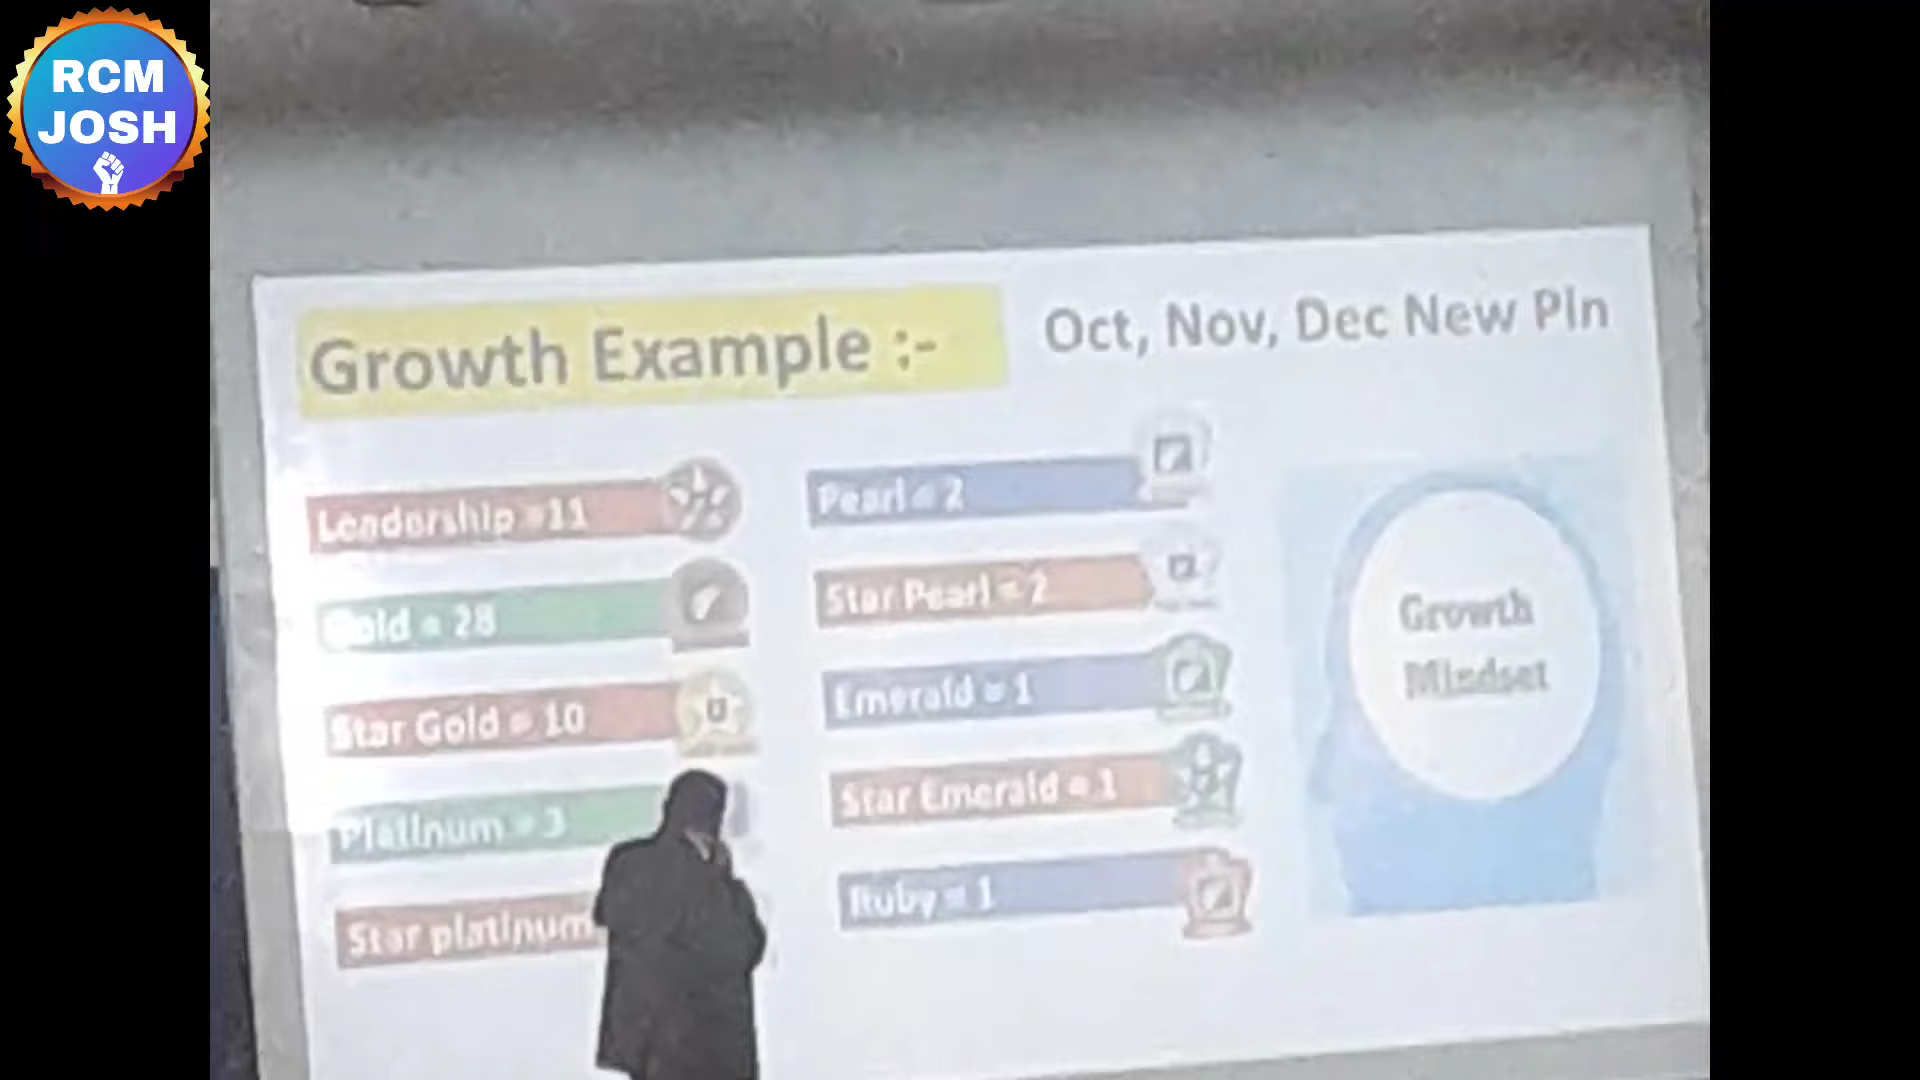 RCM
JOSH
Growth Example :-
Oct, Nov, Dec New Pin
Leadership =11
Gold = 28
Star Gold = 10
Platinum = 3
Star platinum
Pearl = 2
Star Pearl = 2
Emerald = 1
Star Emerald = 1
Ruby = 1
Growth
Mindset